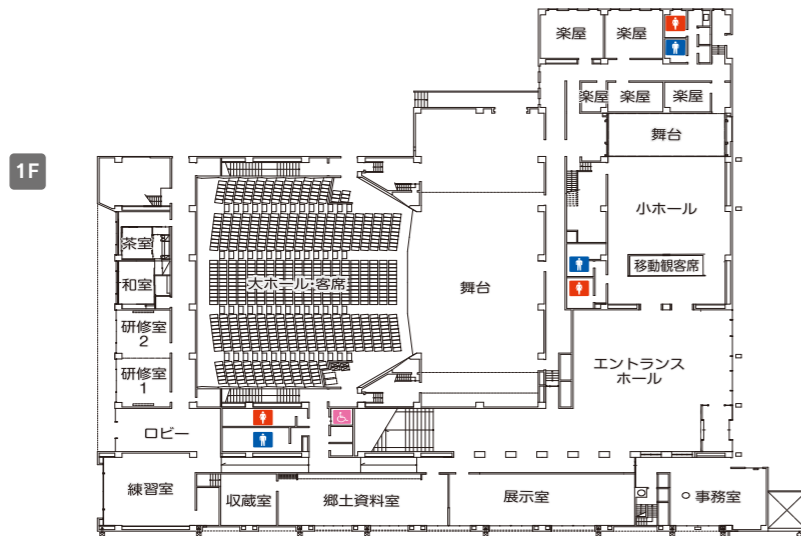 1F
楽屋
楽屋
楽屋
楽屋
楽屋
舞台
小ホール
移動観客席
茶室
和室
研修室
2
研修室
1
大ホール・客席
舞台
エントランス
ホール
ロビー
練習室
収蔵室
郷土資料室
展示室
事務室